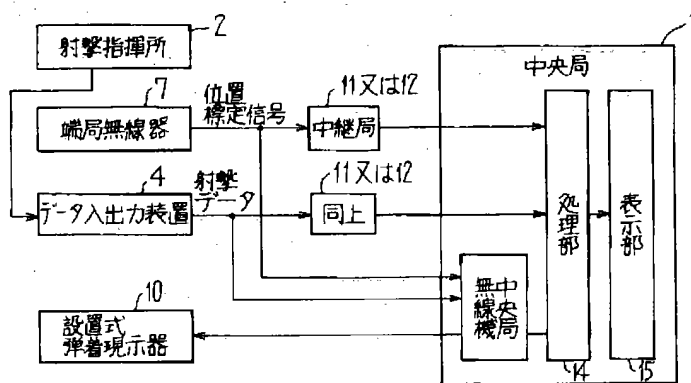 2
射撃指揮所
中央局
7
端局無線器
位置
標定信号
11又は12
中継局
4
データ入出力装置
射撃
データ
11又は12
同上
処理部
表示部
中央局
無線機
10
設置式
弾着現示器
14
15